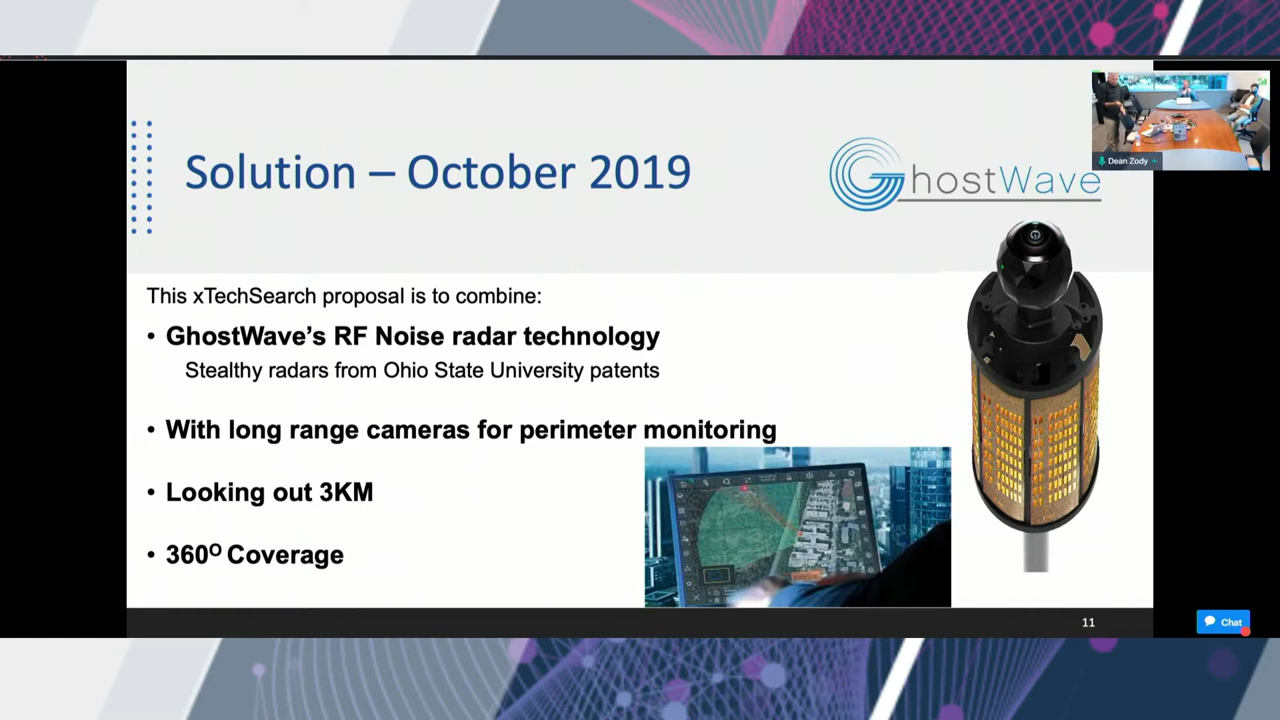 Solution – October 2019
GhostWave
Dean Zody
This xTechSearch proposal is to combine:
• GhostWave's RF Noise radar technology
Stealthy radars from Ohio State University patents
• With long range cameras for perimeter monitoring
• Looking out 3KM
• 360º Coverage
11
Chat